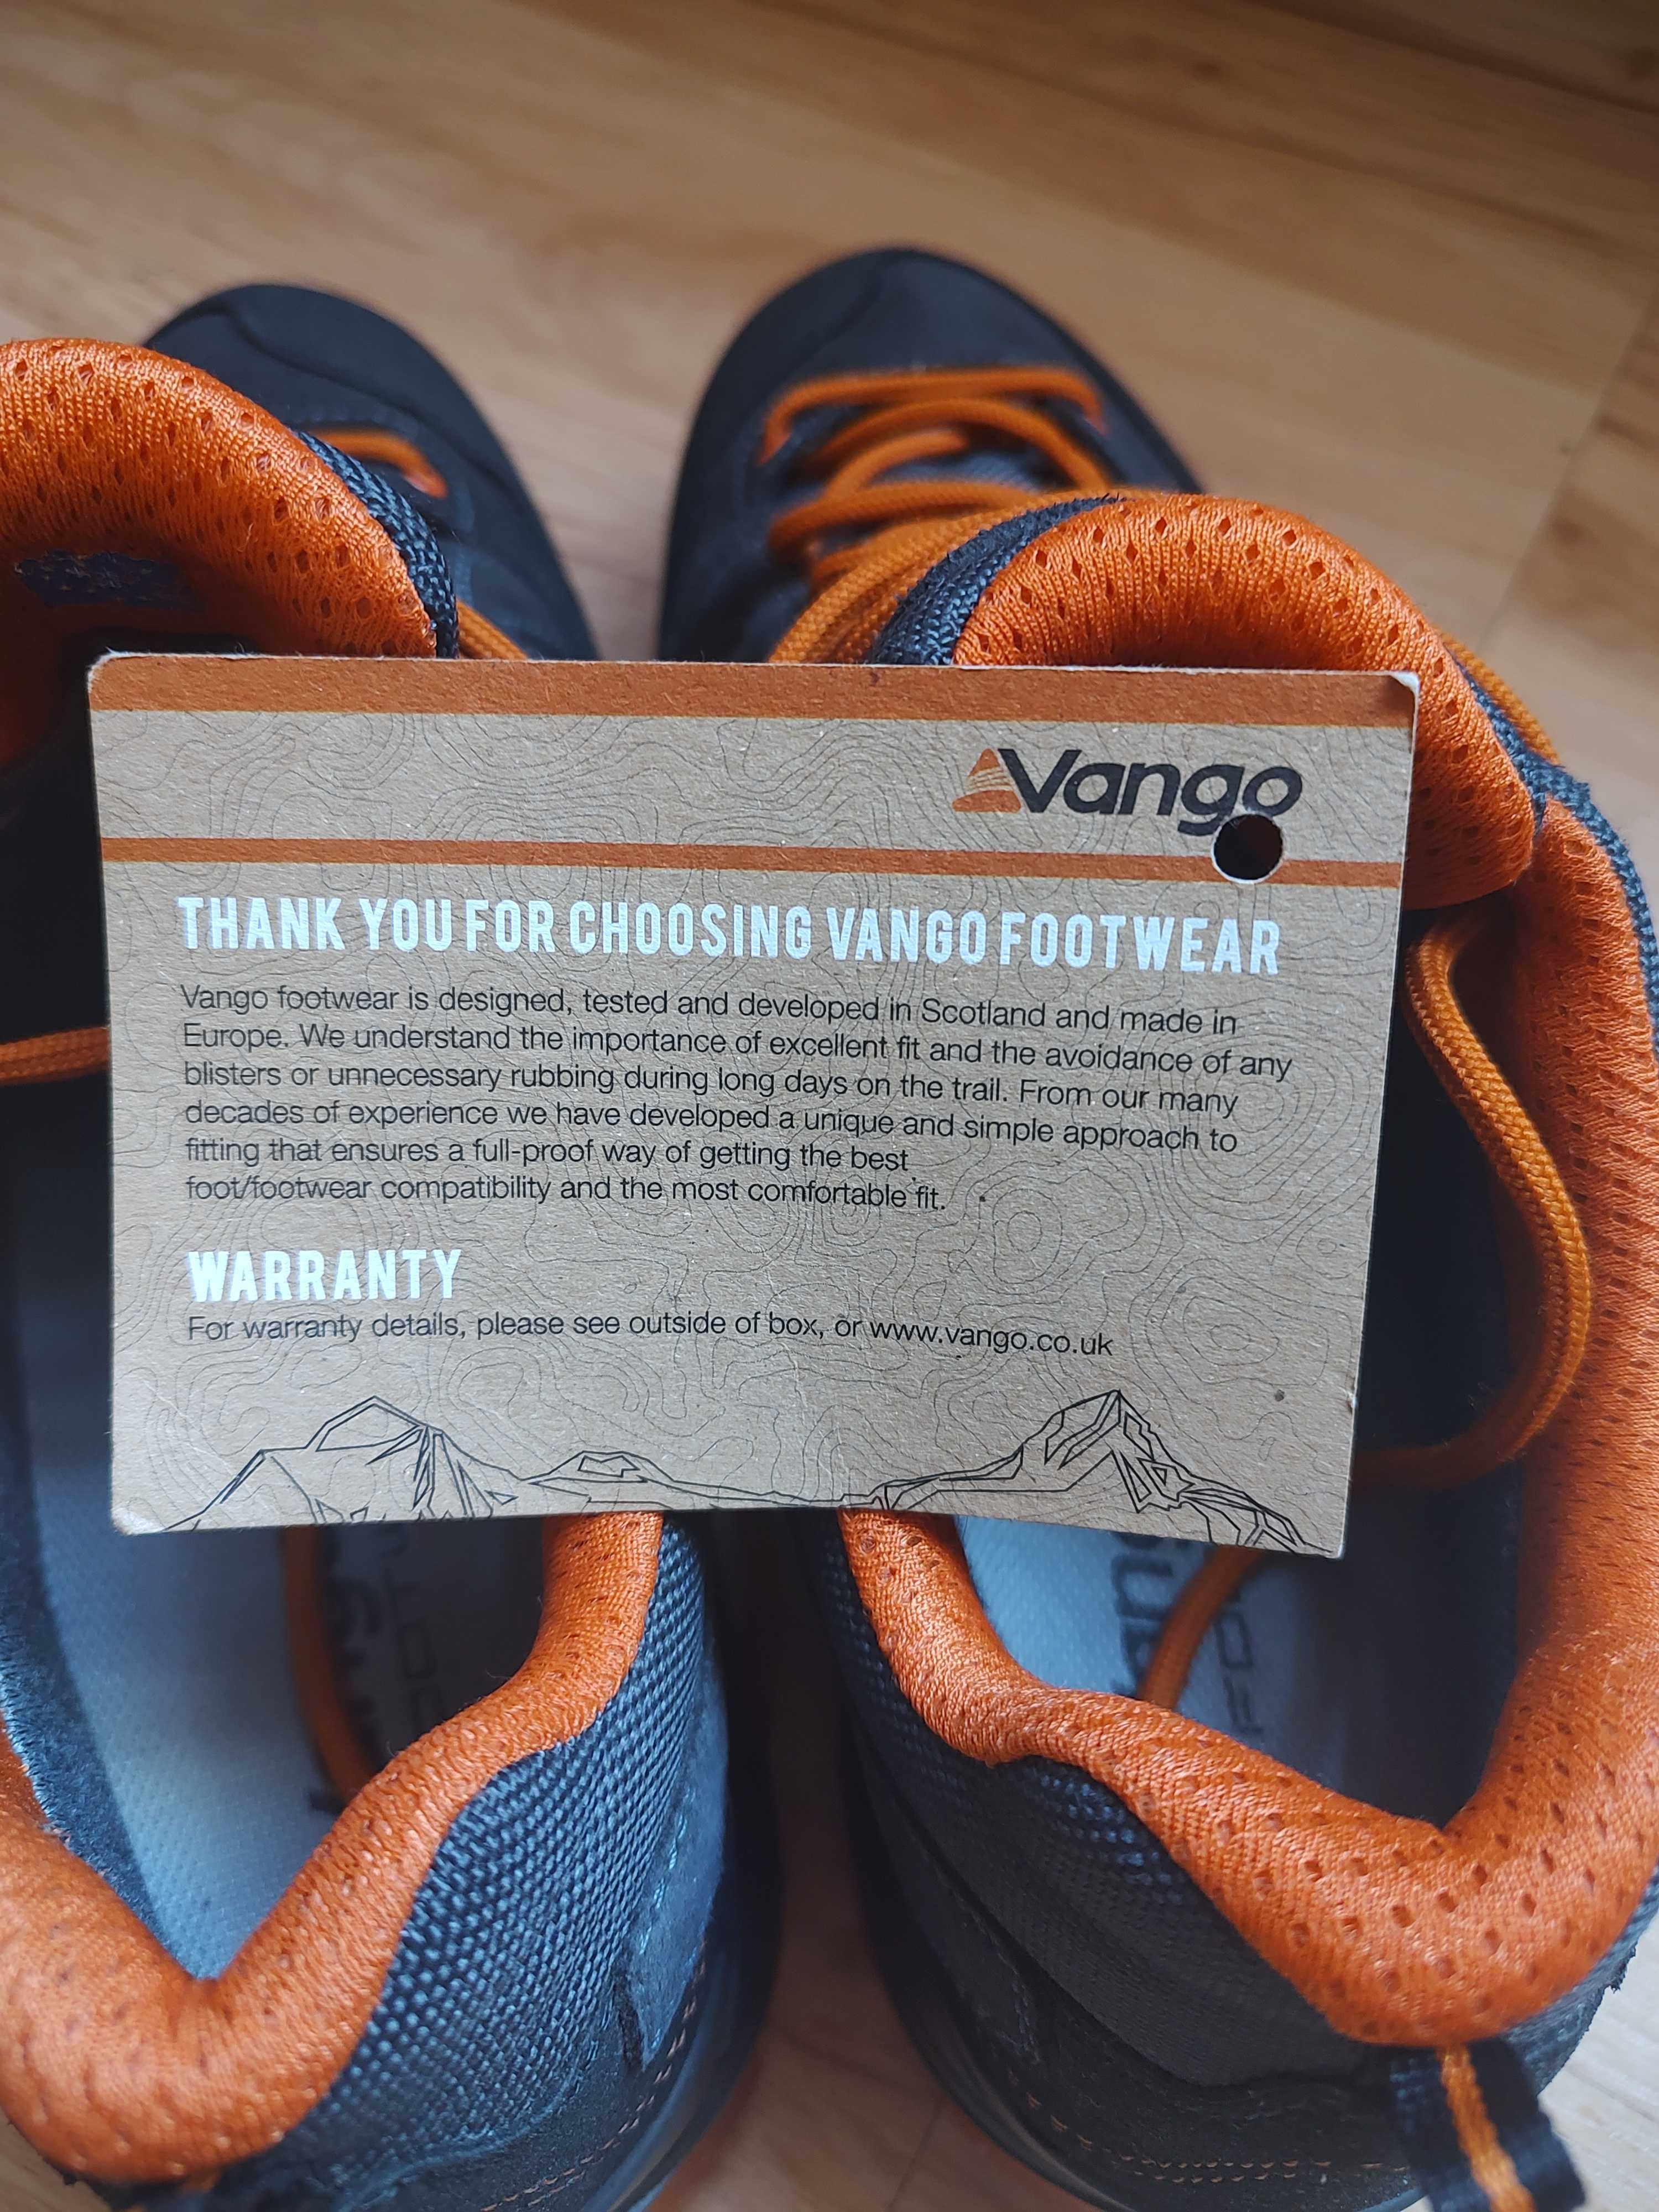 Vango
THANK YOU FOR CHOOSING VANGO FOOTWEAR
Vango footwear is designed, tested and developed in Scotland and made in
Europe. We understand the importance of excellent fit and the avoidance of any
blisters or unnecessary rubbing during long days on the trail. From our many
decades of experience we have developed a unique and simple approach to
fitting that ensures a full-proof way of getting the best
foot/footwear compatibility and the most comfortable fit.
WARRANTY
For warranty details, please see outside of box, or www.vango.co.uk